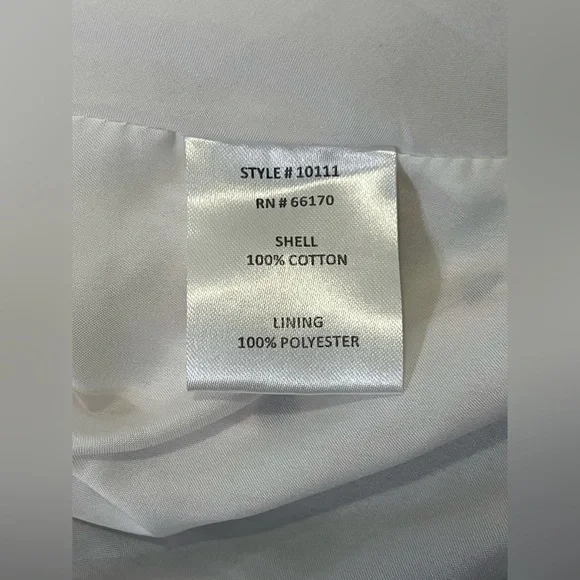 STYLE # 10111
RN # 66170
SHELL
100% COTTON
LINING
100% POLYESTER